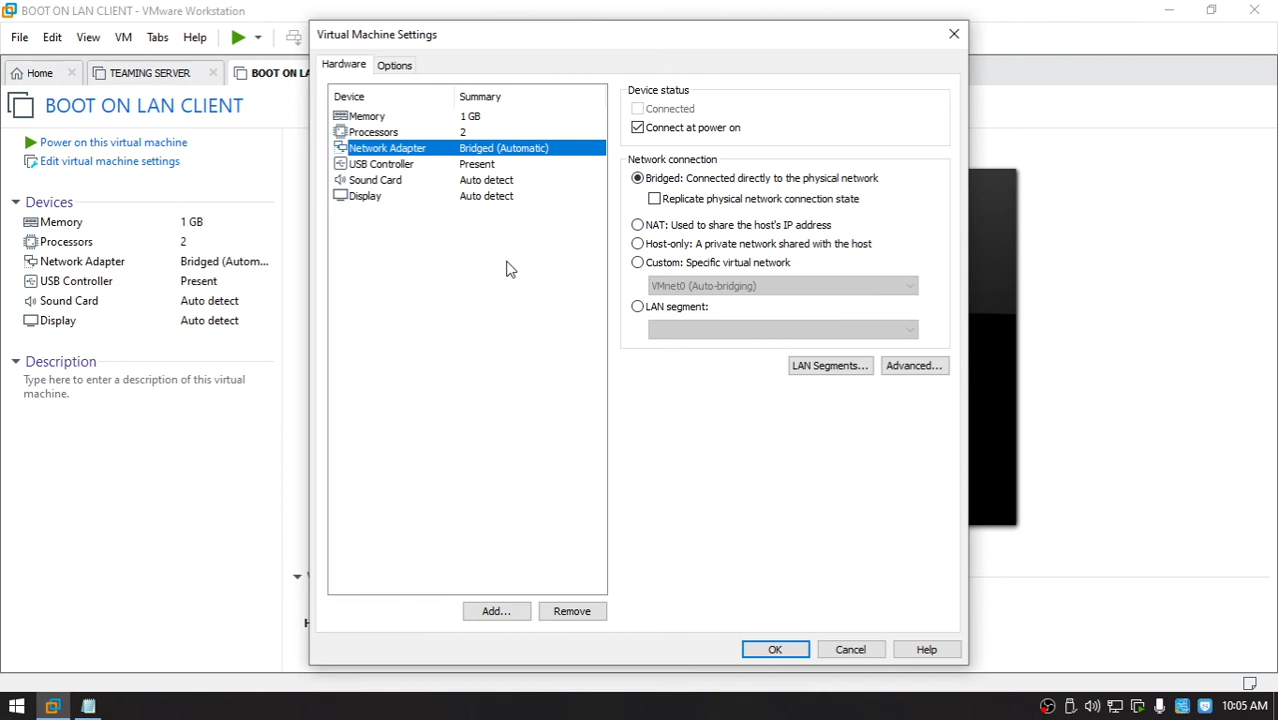 BOOT ON LAN CLIENT - VMware Workstation
File Edit View VM Tabs Help
Home TEAMING SERVER BOOT ON LA
BOOT ON LAN CLIENT
Power on this virtual machine
Edit virtual machine settings
Devices
Memory 1 GB
Processors 2
Network Adapter Bridged (Autom...
USB Controller Present
Sound Card Auto detect
Display Auto detect
Description
Type here to enter a description of this virtual
machine.
Virtual Machine Settings
Hardware Options
Device Summary
Memory 1 GB
Processors 2
Network Adapter Bridged (Automatic)
USB Controller Present
Sound Card Auto detect
Display Auto detect
Add... Remove
Device status
Connected
Connect at power on
Network connection
Bridged: Connected directly to the physical network
Replicate physical network connection state
NAT: Used to share the host's IP address
Host-only: A private network shared with the host
Custom: Specific virtual network
VMnet0 (Auto-bridging)
LAN segment:
LAN Segments... Advanced...
OK Cancel Help
10:05 AM